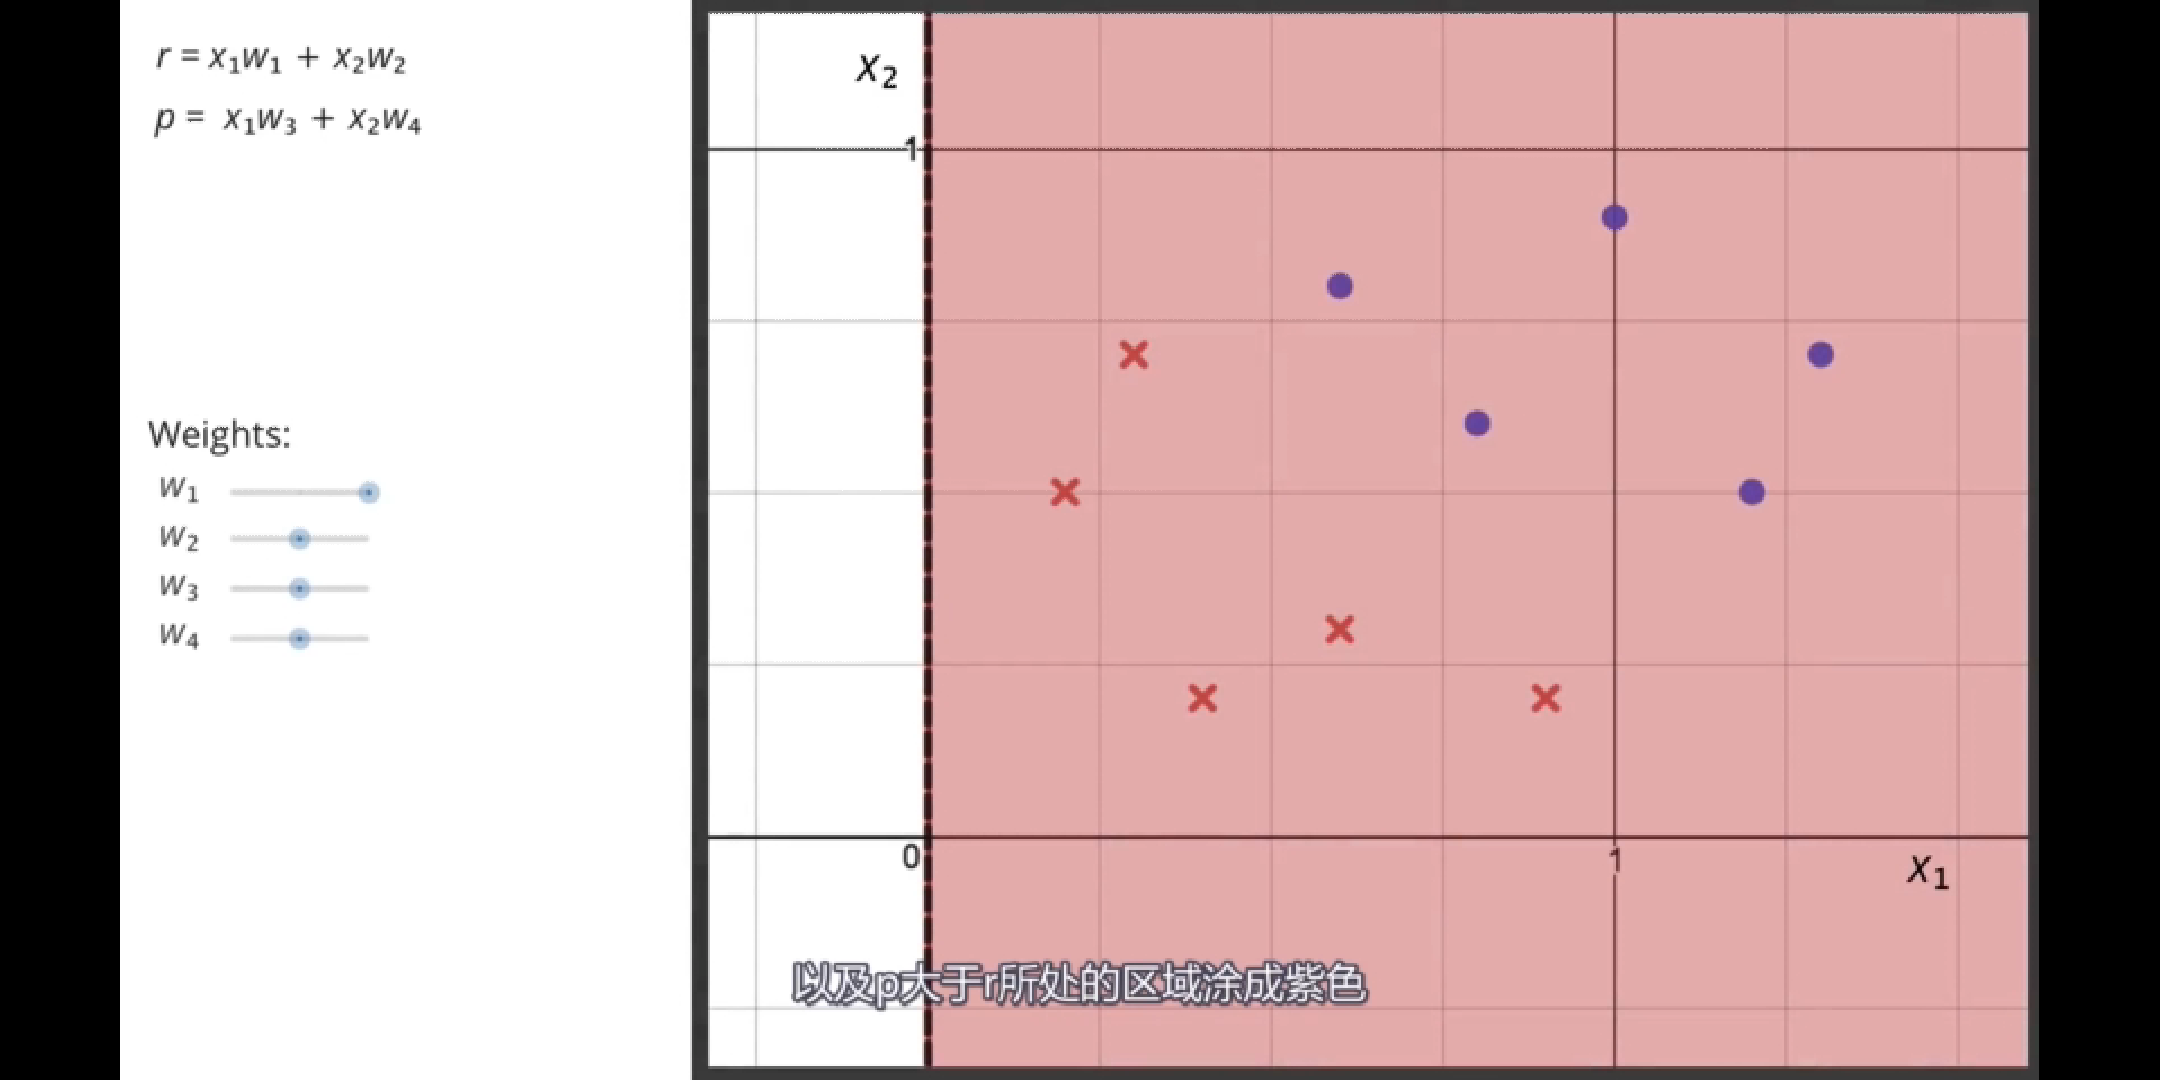 r = x₁w₁ + x₂w₂
p = x₁w₃ + x₂w₄
Weights:
w₁
w₂
w₃
w₄
x₂
1
0
1
x₁
以及p大于r所处的区域涂成紫色